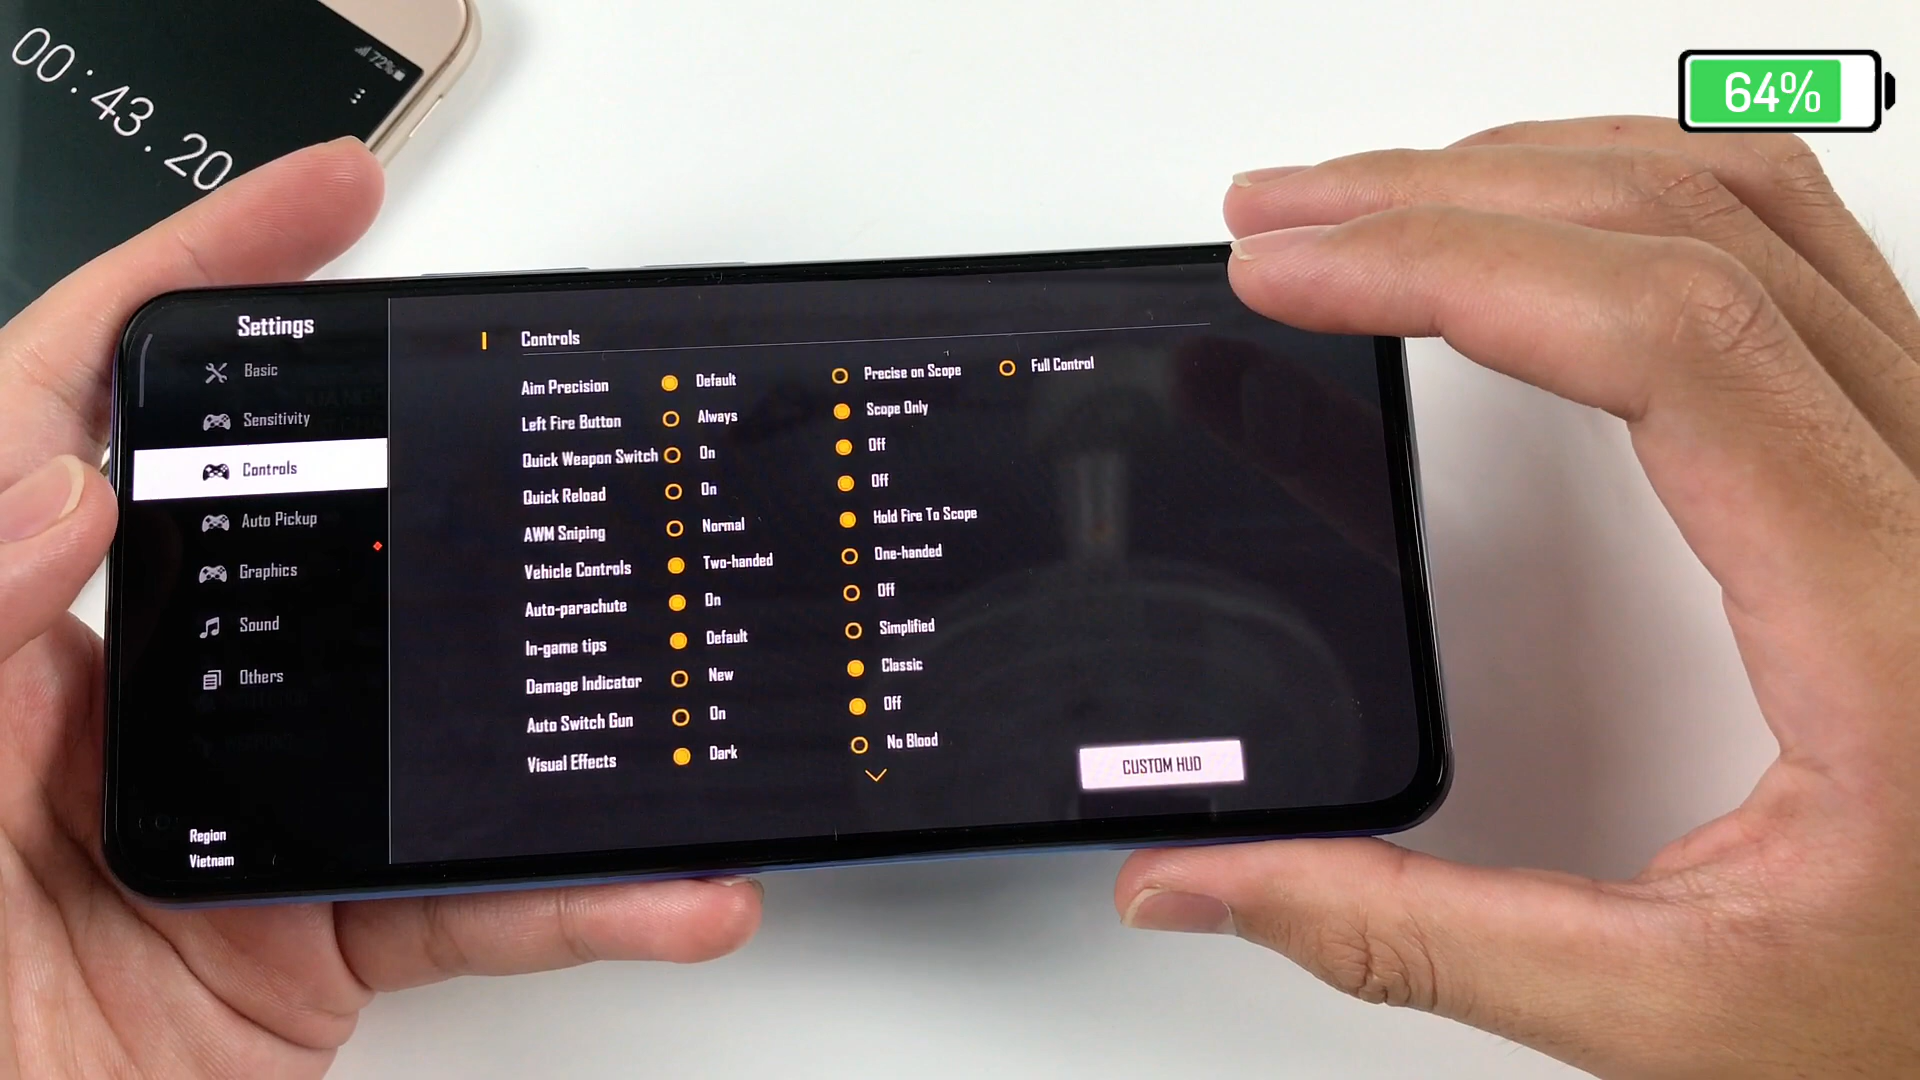 00:43.20
72%
64%
Settings
Basic
Sensitivity
Controls
Auto Pickup
Graphics
Sound
Others
Region
Vietnam
Controls
Aim Precision Default Precise on Scope Full Control
Left Fire Button Always Scope Only
Quick Weapon Switch On Off
Quick Reload On Off
AWM Sniping Normal Hold Fire To Scope
Vehicle Controls Two-handed One-handed
Auto-parachute On Off
In-game tips Default Simplified
Damage Indicator New Classic
Auto Switch Gun On Off
Visual Effects Dark No Blood
CUSTOM HUD